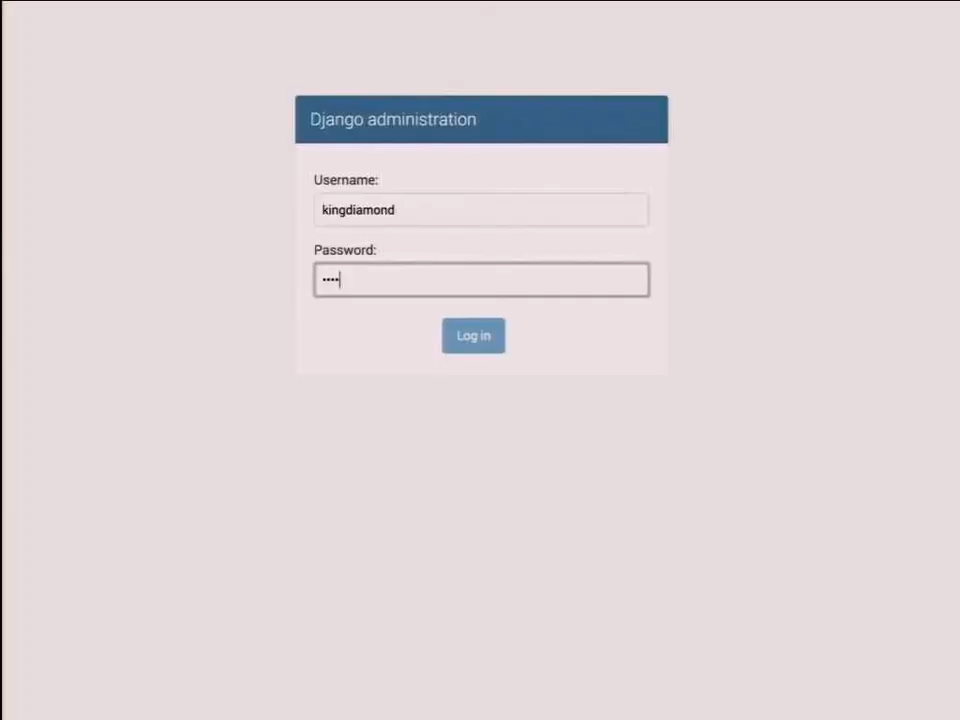 Django administration
Username:
kingdiamond
Password:
••••
Log in